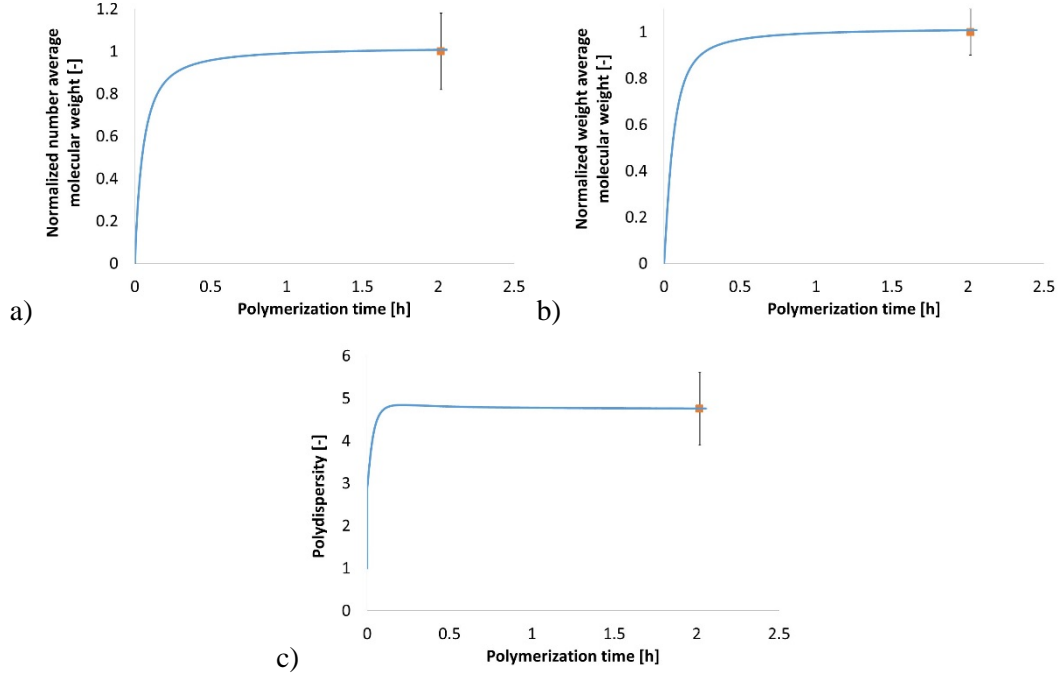 Normalized number average
molecular weight [-]
1.2
1
0.8
0.6
0.4
0.2
0
0 0.5 1 1.5 2 2.5
Polymerization time [h]
a)
Normalized weight average
molecular weight [-]
1
0.8
0.6
0.4
0.2
0
0 0.5 1 1.5 2 2.5
Polymerization time [h]
b)
Polydispersity [-]
6
5
4
3
2
1
0
0 0.5 1 1.5 2 2.5
Polymerization time [h]
c)